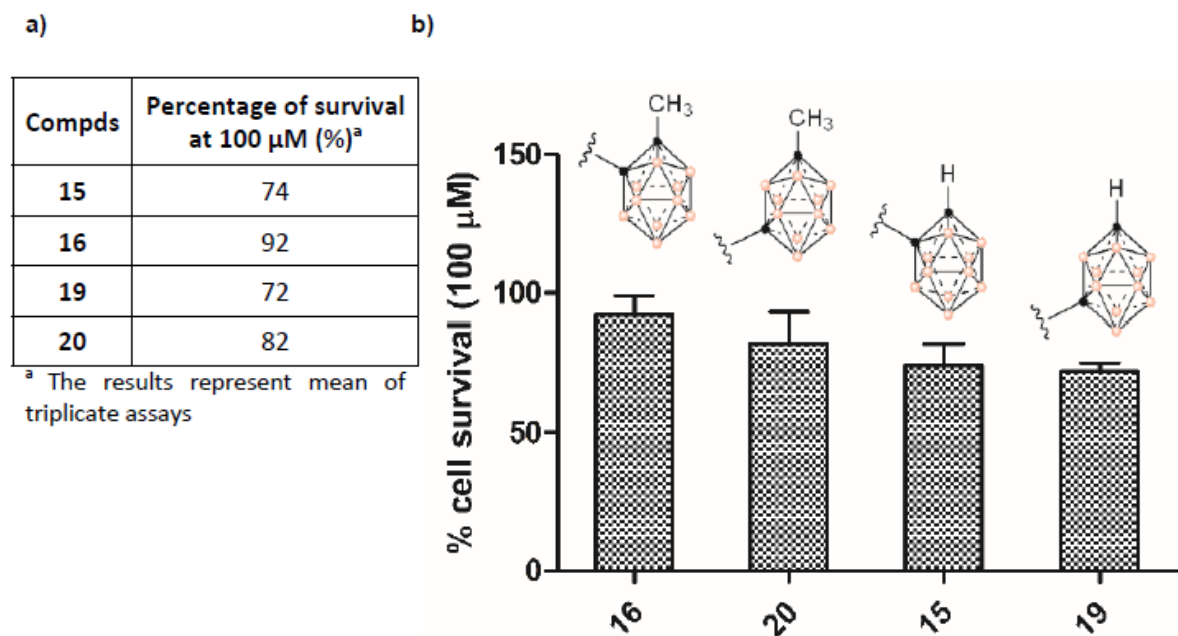 a)
Compds Percentage of survival
at 100 µM (%)ᵃ
15 74
16 92
19 72
20 82
ᵃ The results represent mean of
triplicate assays
b)
% cell survival (100 µM)
150
100
50
0
CH₃
CH₃
H
H
16 20 15 19